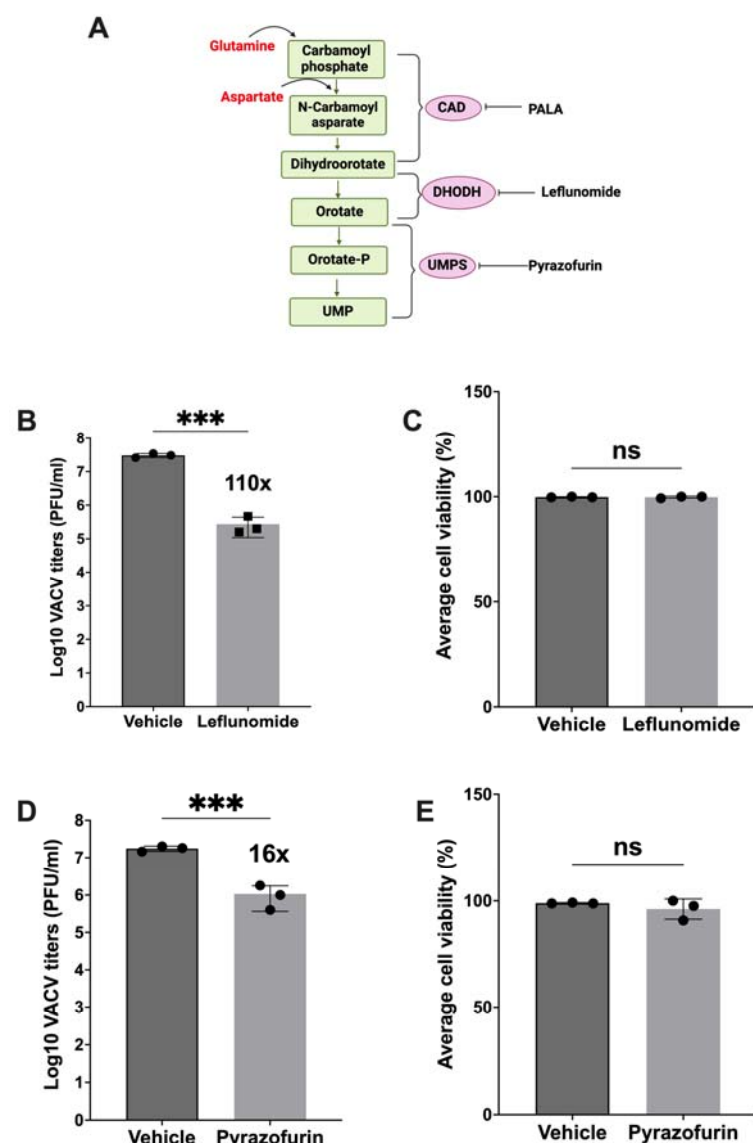 A
Glutamine
Carbamoyl
phosphate
Aspartate
N-Carbamoyl
asparate
CAD
PALA
Dihydroorotate
DHODH
Leflunomide
Orotate
Orotate-P
UMPS
Pyrazofurin
UMP
B
***
Log10 VACV titers (PFU/ml)
8
7
6
5
4
3
2
1
0
110x
Vehicle
Leflunomide
C
ns
Average cell viability (%)
150
100
50
0
Vehicle
Leflunomide
D
***
Log10 VACV titers (PFU/ml)
8
7
6
5
4
3
2
1
0
16x
Vehicle
Pyrazofurin
E
ns
Average cell viability (%)
150
100
50
0
Vehicle
Pyrazofurin